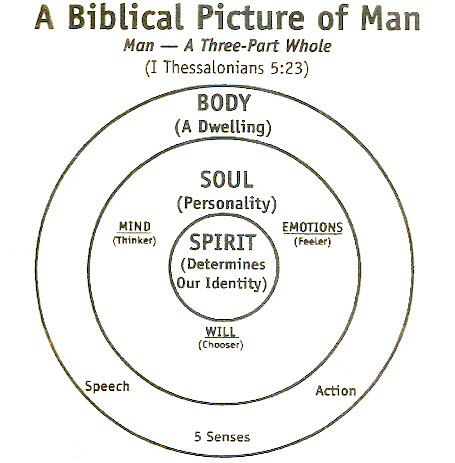 A Biblical Picture of Man
Man — A Three-Part Whole
(I Thessalonians 5:23)
BODY
(A Dwelling)
SOUL
(Personality)
MIND
(Thinker)
EMOTIONS
(Feeler)
SPIRIT
(Determines
Our Identity)
WILL
(Chooser)
Speech
Action
5 Senses